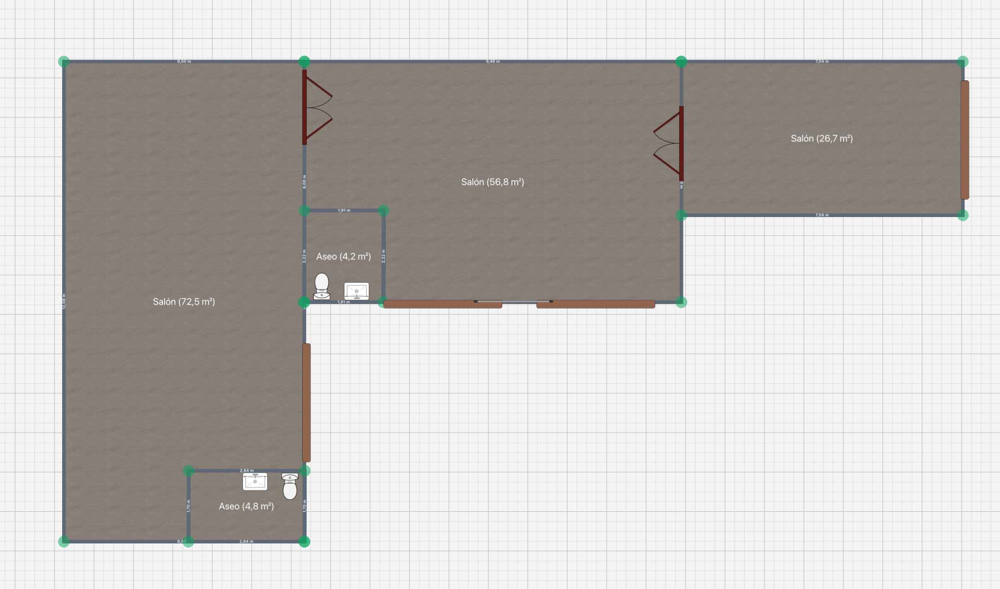 6,00 m
9,46 m
7,04 m
Salón (26,7 m²)
6,00 m
Salón (56,8 m²)
0 m
1,91 m
7,04 m
2,22 m
Aseo (4,2 m²)
2,22 m
12,08 m
Salón (72,5 m²)
1,91 m
2,84 m
1,70 m
Aseo (4,8 m²)
1,70 m
6,00
2,84 m